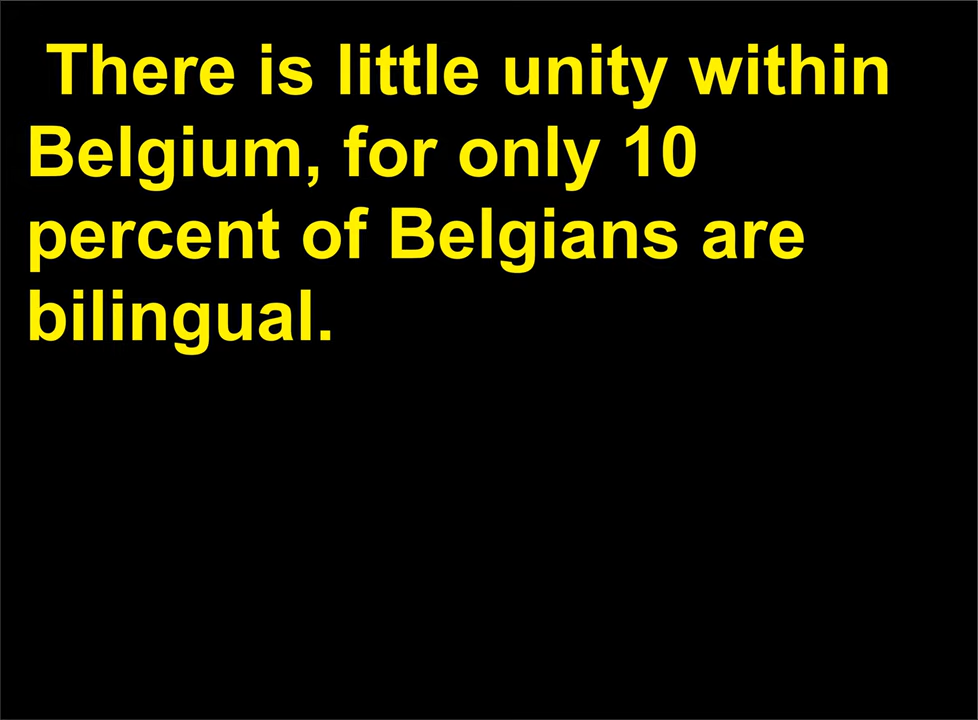 There is little unity within
Belgium, for only 10
percent of Belgians are
bilingual.